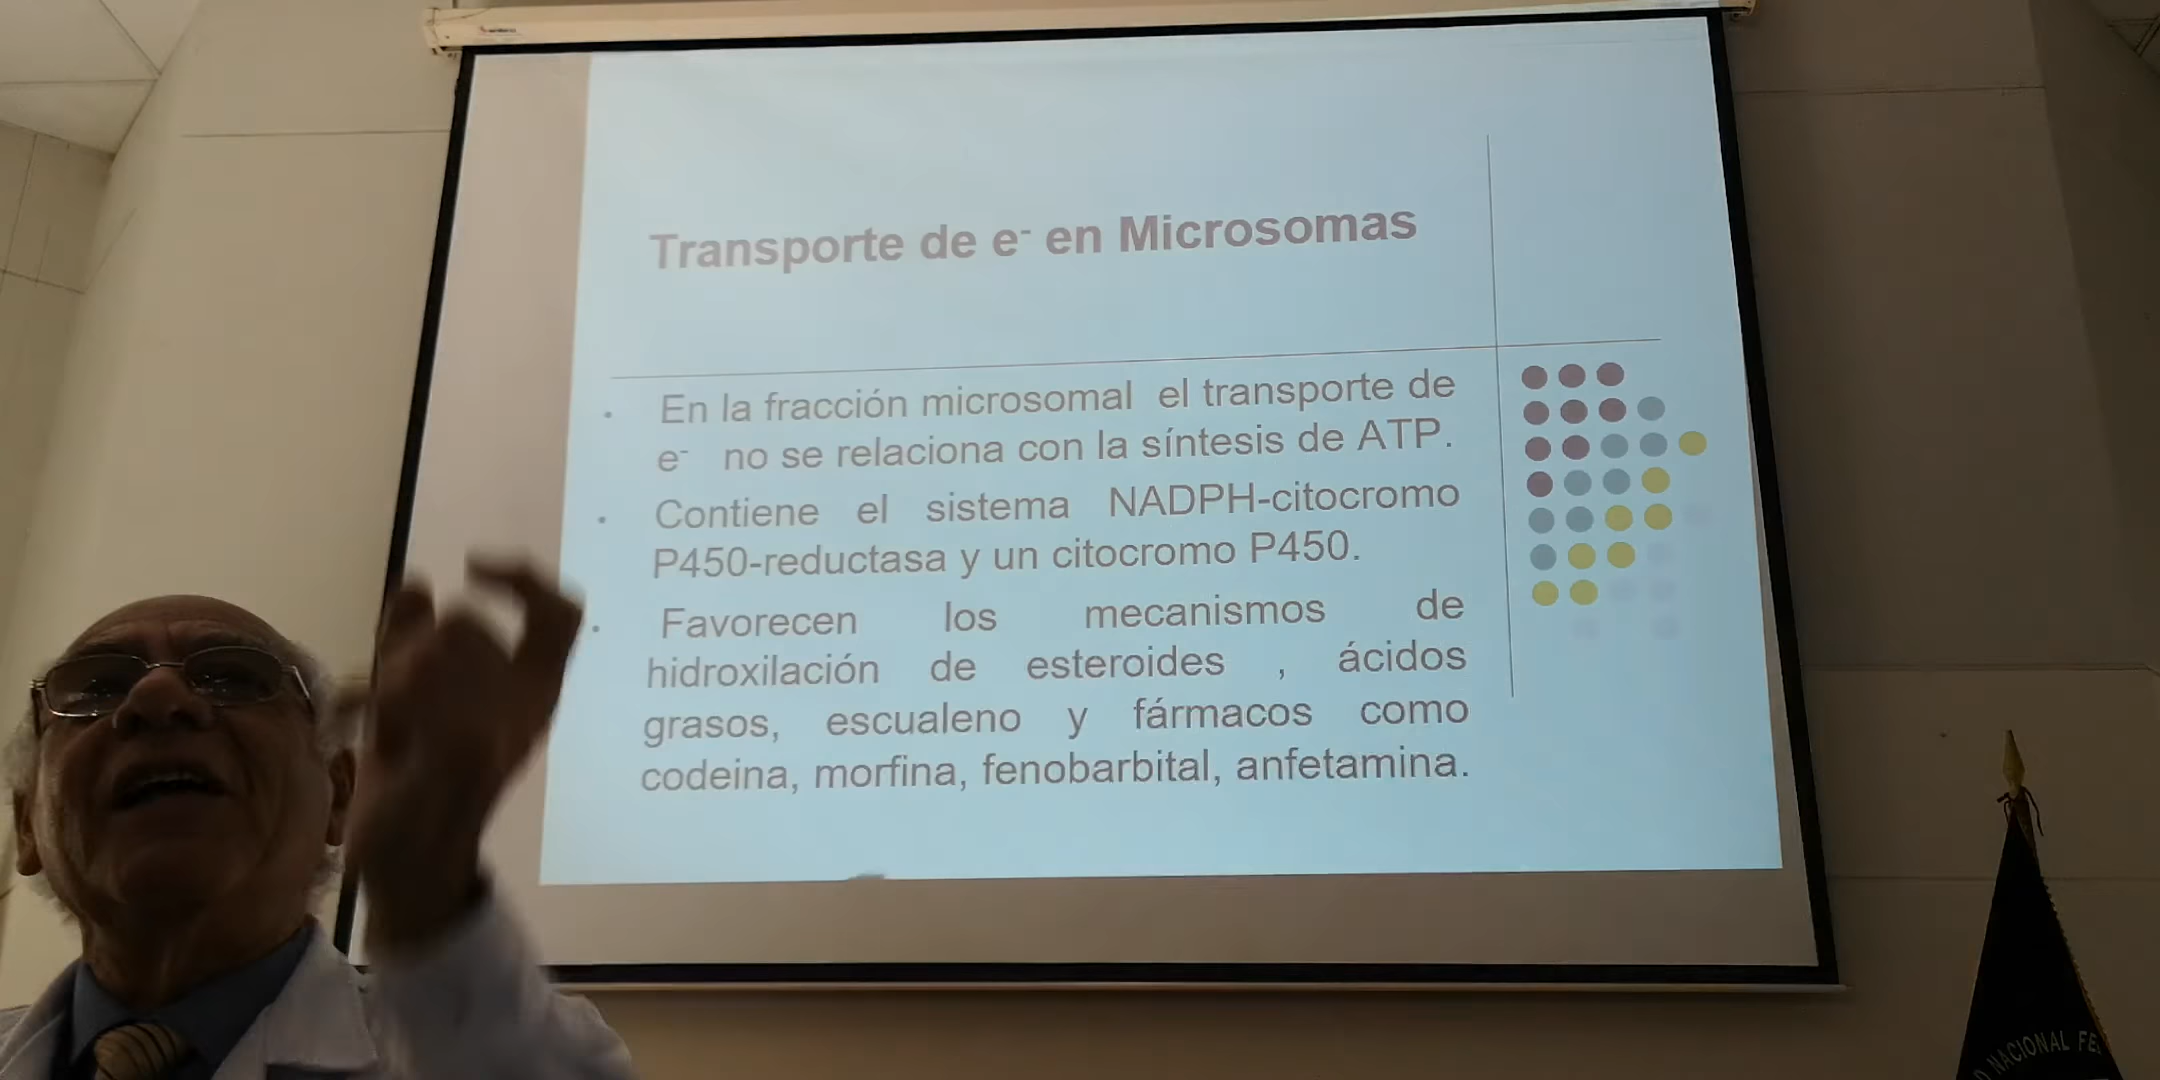 Transporte de e- en Microsomas
En la fracción microsomal el transporte de
e- no se relaciona con la síntesis de ATP.
Contiene el sistema NADPH-citocromo
P450-reductasa y un citocromo P450.
Favorecen los mecanismos de
hidroxilación de esteroides , ácidos
grasos, escualeno y fármacos como
codeina, morfina, fenobarbital, anfetamina.
NACIONAL